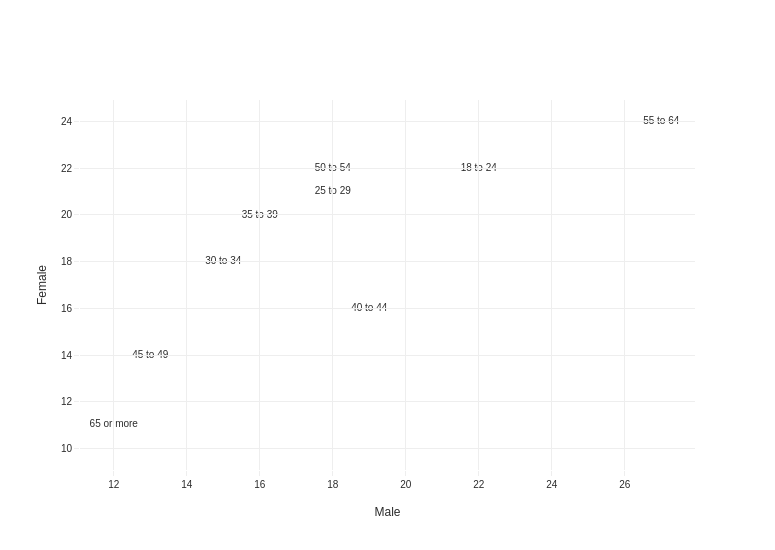 24
55 to 64
22
50 to 54
18 to 24
25 to 29
20
35 to 39
Female
18
30 to 34
16
40 to 44
14
45 to 49
12
65 or more
10
12
14
16
18
20
22
24
26
Male